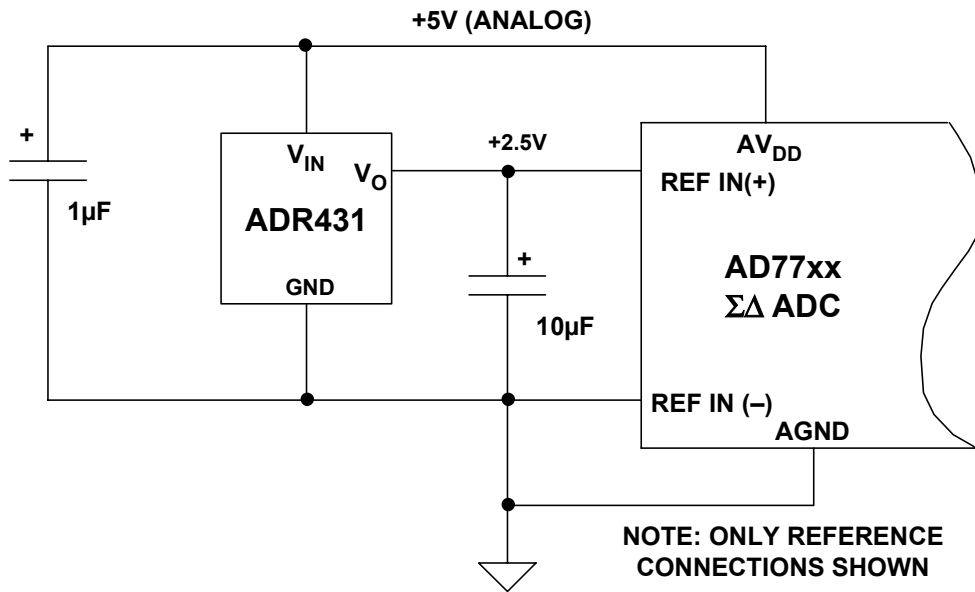 +5V (ANALOG)
+
1µF
V_IN
V_O
ADR431
GND
+2.5V
+
10µF
AV_DD
REF IN(+)
AD77xx
ΣΔ ADC
REF IN (–)
AGND
NOTE: ONLY REFERENCE
CONNECTIONS SHOWN